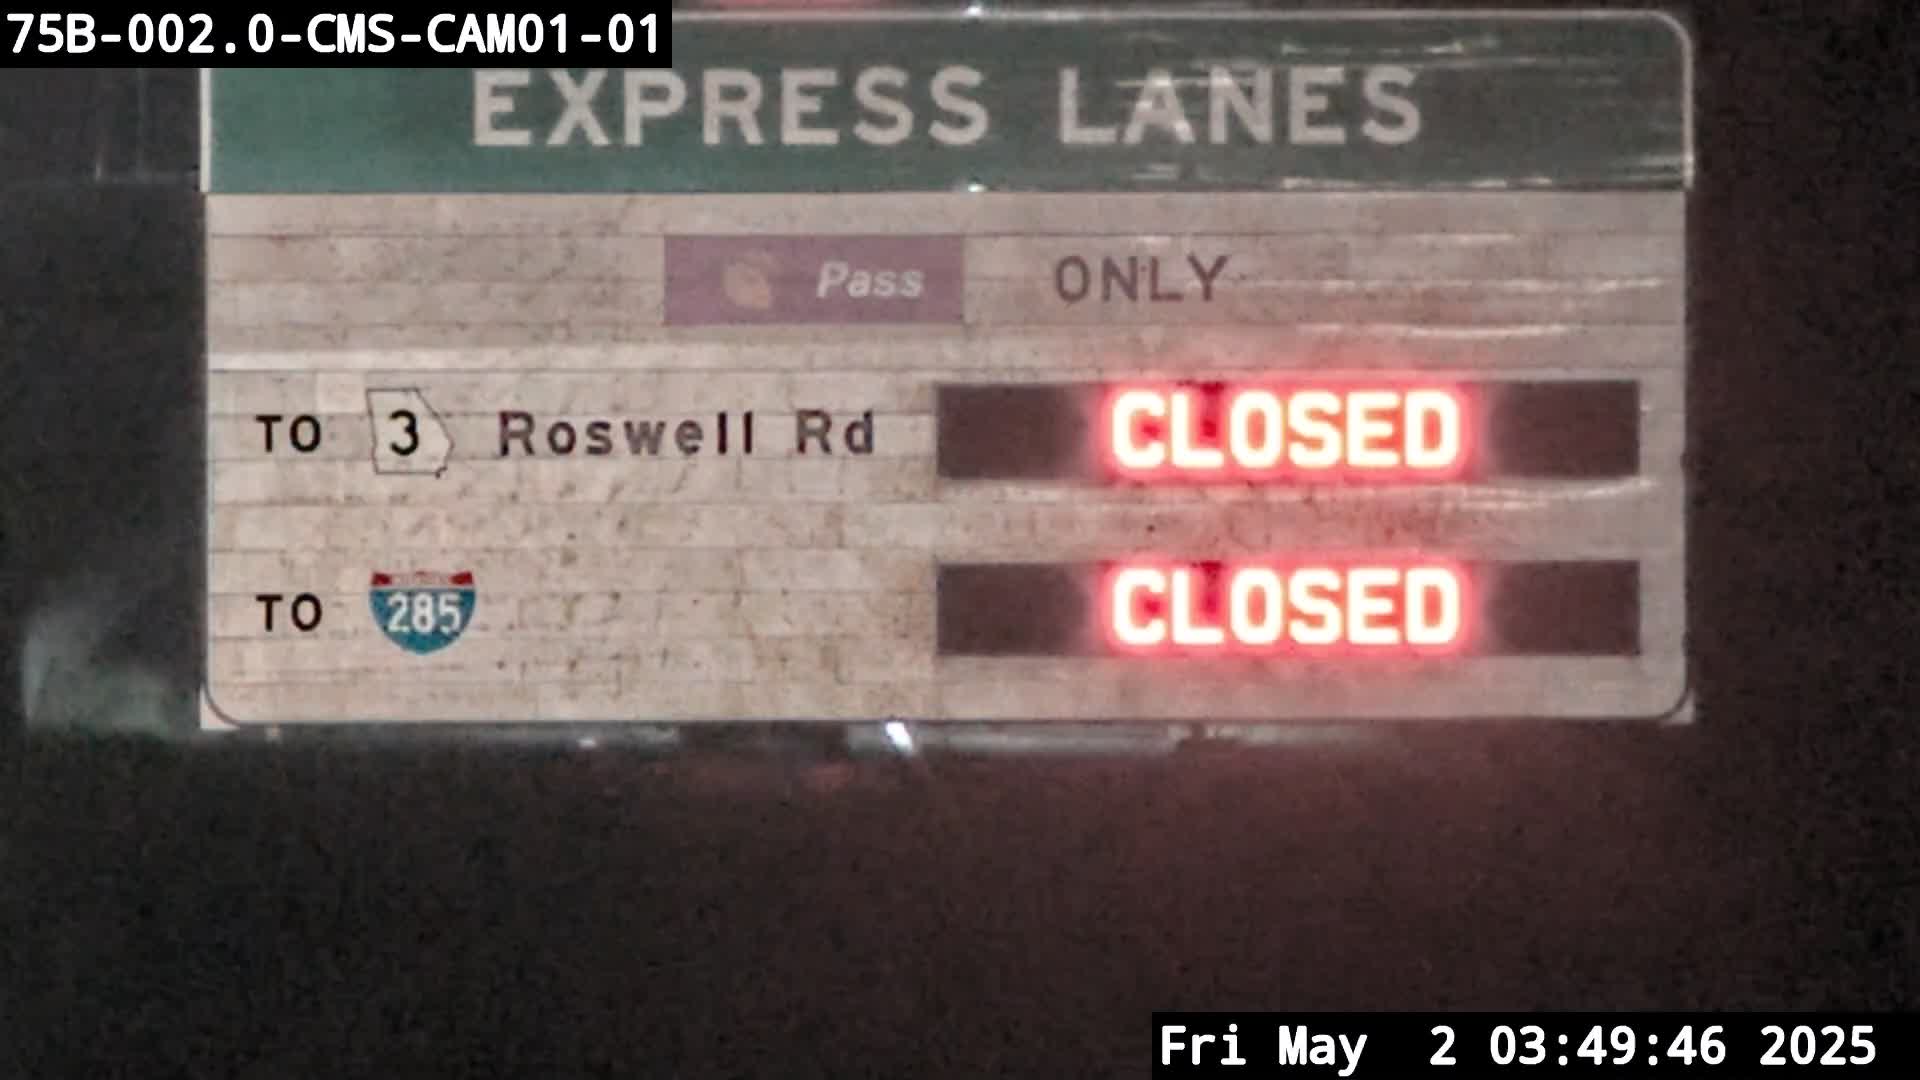 75B-002.0-CMS-CAM01-01
EXPRESS LANES
Pass ONLY
TO 3 Roswell Rd CLOSED
TO 285 CLOSED
Fri May 2 03:49:46 2025